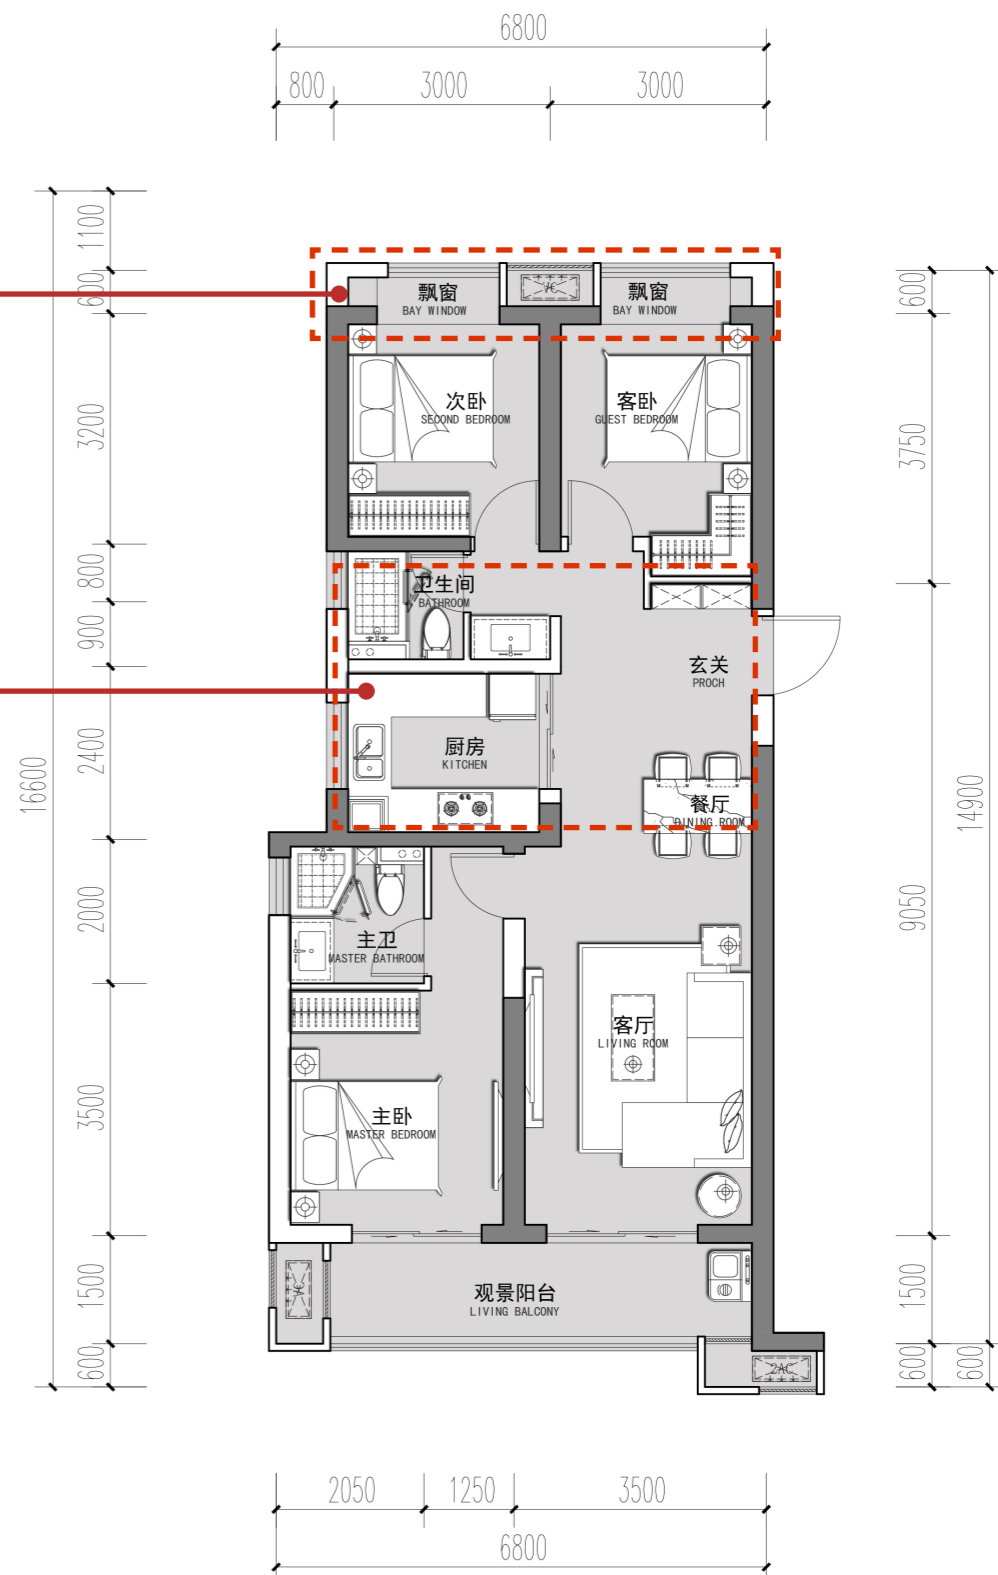 6800
800
3000
3000
1100
600
3200
800
900
2400
16600
2000
3500
1500
600
600
3750
14900
9050
1500
600
600
飘窗
BAY WINDOW
飘窗
BAY WINDOW
次卧
SECOND BEDROOM
客卧
GUEST BEDROOM
卫生间
BATHROOM
玄关
PROCH
厨房
KITCHEN
餐厅
DINING ROOM
主卫
MASTER BATHROOM
客厅
LIVING ROOM
主卧
MASTER BEDROOM
观景阳台
LIVING BALCONY
2AC
2050
1250
3500
6800